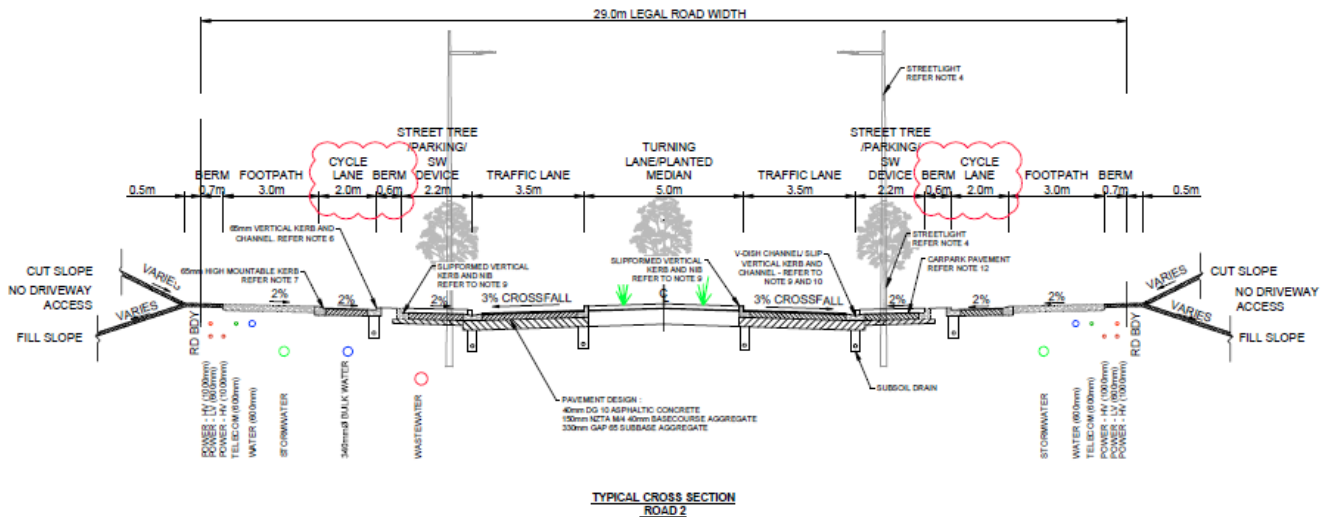 29.0m LEGAL ROAD WIDTH
STREETLIGHT
REFER NOTE 4
STREET TREE
/PARKING/
SW
DEVICE
CYCLE
LANE
BERM
FOOTPATH
BERM
TRAFFIC LANE
TURNING
LANE/PLANTED
MEDIAN
TRAFFIC LANE
STREET TREE
/PARKING/
SW
DEVICE
BERM
CYCLE
LANE
FOOTPATH
BERM
0.5m
0.7m
3.0m
2.0m
0.6m
2.2m
3.5m
5.0m
3.5m
2.2m
0.6m
2.0m
3.0m
0.7m
0.5m
65mm VERTICAL KERB AND
CHANNEL. REFER NOTE 6
65mm HIGH MOUNTABLE KERB
REFER NOTE 7
SLIPFORMED VERTICAL
KERB AND NIB
REFER TO NOTE 9
SLIPFORMED VERTICAL
KERB AND NIB
REFER TO NOTE 9
V-DISH CHANNEL/ SLIP
VERTICAL KERB AND
CHANNEL - REFER TO
NOTE 9 AND 10
STREETLIGHT
REFER NOTE 4
CARPARK PAVEMENT
REFER NOTE 12
CUT SLOPE
NO DRIVEWAY
ACCESS
FILL SLOPE
VARIES
VARIES
2%
2%
2%
3% CROSSFALL
℄
3% CROSSFALL
2%
2%
2%
VARIES
VARIES
CUT SLOPE
NO DRIVEWAY
ACCESS
FILL SLOPE
RD BDY
RD BDY
POWER - HV (1000mm)
POWER - LV (600mm)
POWER - HV (1000mm)
TELECOM (600mm)
WATER (600mm)
STORMWATER
340mmØ BULK WATER
WASTEWATER
PAVEMENT DESIGN :
40mm DG 10 ASPHALTIC CONCRETE
150mm NZTA M/4 40mm BASECOURSE AGGREGATE
330mm GAP 65 SUBBASE AGGREGATE
SUBSOIL DRAIN
STORMWATER
WATER (600mm)
TELECOM (600mm)
POWER - HV (1000mm)
POWER - LV (600mm)
POWER - HV (1000mm)
TYPICAL CROSS SECTION
ROAD 2